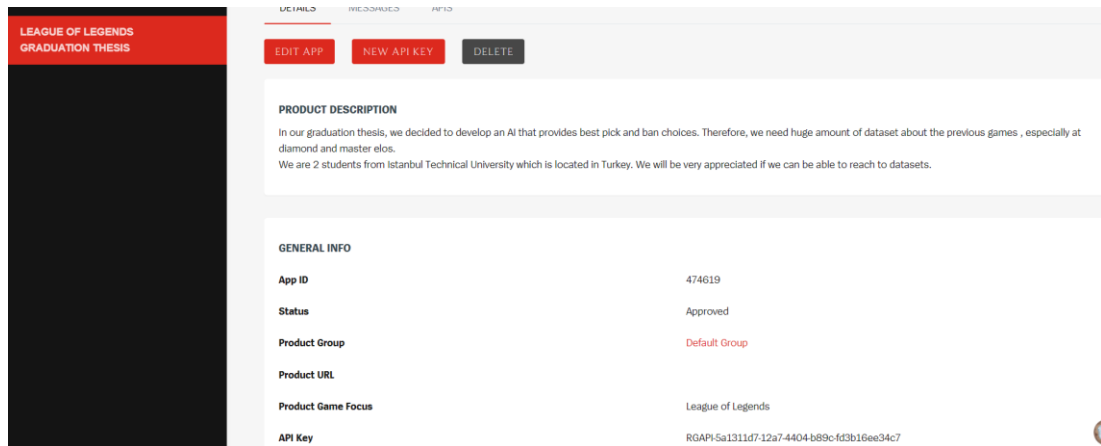 DETAILS MESSAGES APIS
LEAGUE OF LEGENDS
GRADUATION THESIS
EDIT APP NEW API KEY DELETE
PRODUCT DESCRIPTION
In our graduation thesis, we decided to develop an AI that provides best pick and ban choices. Therefore, we need huge amount of dataset about the previous games , especially at
diamond and master elos.
We are 2 students from Istanbul Technical University which is located in Turkey. We will be very appreciated if we can be able to reach to datasets.
GENERAL INFO
App ID 474619
Status Approved
Product Group Default Group
Product URL
Product Game Focus League of Legends
API Key RGAPI-5a1311d7-12a7-4404-b89c-fd3b16ee34c7